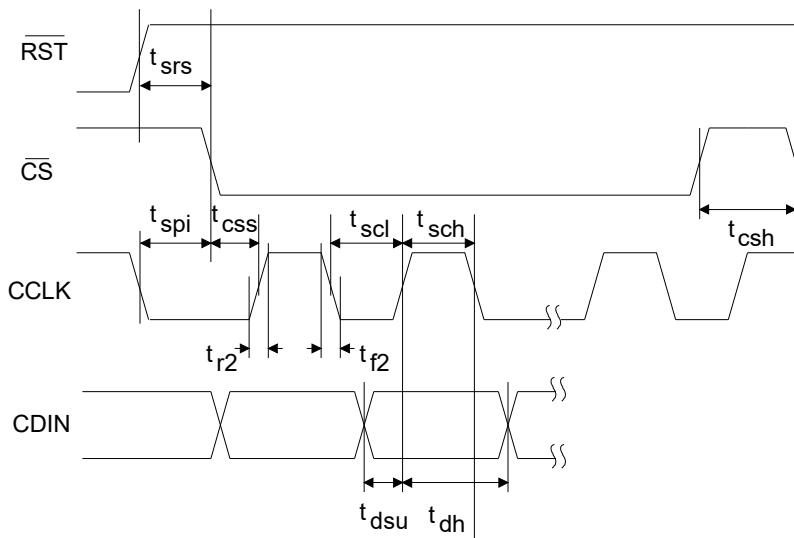 RST
t srs
CS
t spi
t css
t scl
t sch
t csh
CCLK
t r2
t f2
CDIN
t dsu
t dh